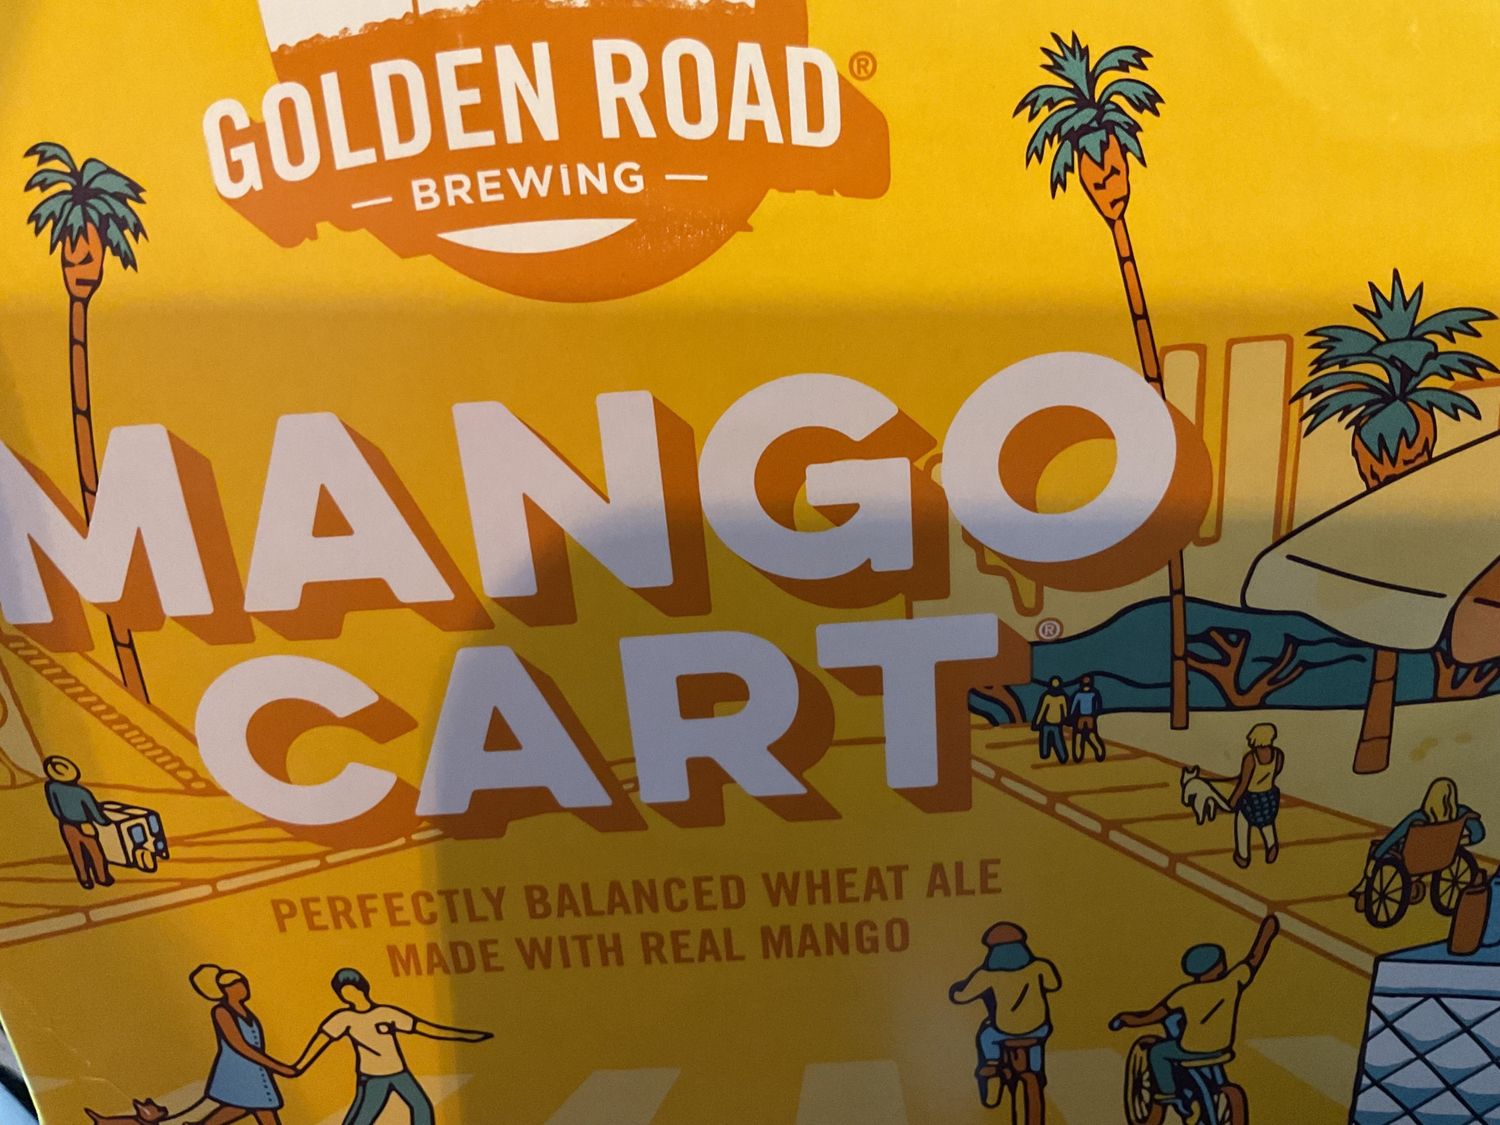 GOLDEN ROAD®
BREWING
MANGO
CART®
PERFECTLY BALANCED WHEAT ALE
MADE WITH REAL MANGO